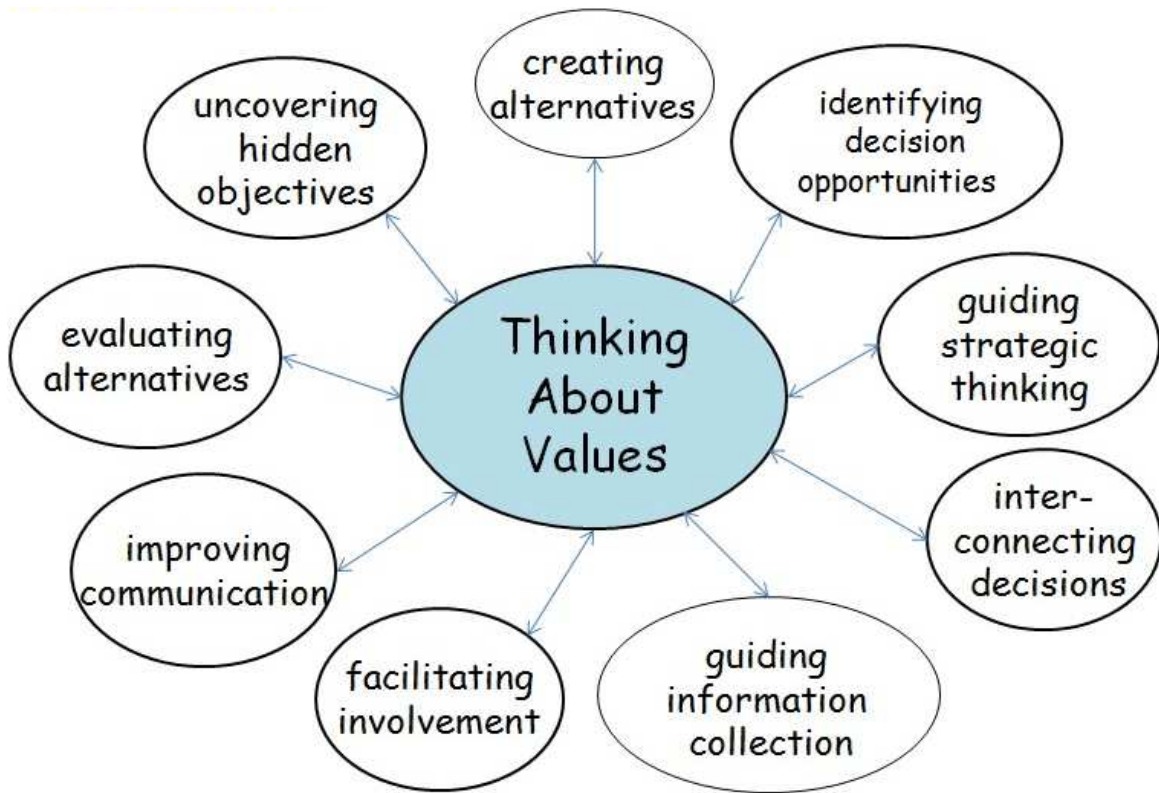 creating
alternatives
identifying
decision
opportunities
guiding
strategic
thinking
inter-
connecting
decisions
guiding
information
collection
facilitating
involvement
improving
communication
evaluating
alternatives
uncovering
hidden
objectives
Thinking
About
Values